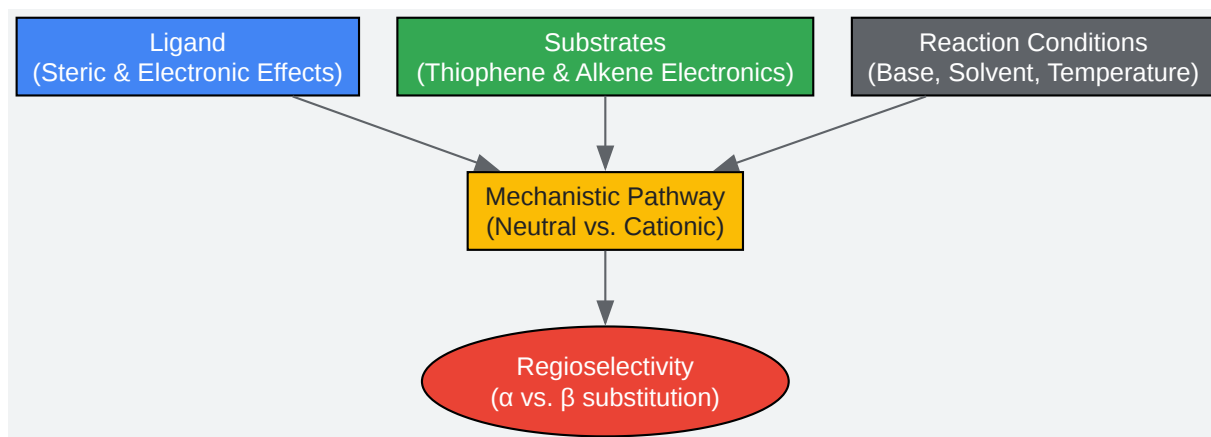 Ligand
(Steric & Electronic Effects)
Substrates
(Thiophene & Alkene Electronics)
Reaction Conditions
(Base, Solvent, Temperature)
Mechanistic Pathway
(Neutral vs. Cationic)
Regioselectivity
(α vs. β substitution)